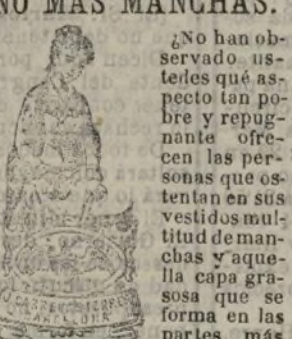 NO MAS MANCHAS.
¿No han ob-
servado us-
tedes qué as-
pecto tan po-
bre y repug-
nante ofre-
cen las per-
sonas que os-
tentan en sus
vestidos mul-
titud de man-
chas y aque-
lla capa gra-
sosa que se
forma en las
partes más
BARCELONA